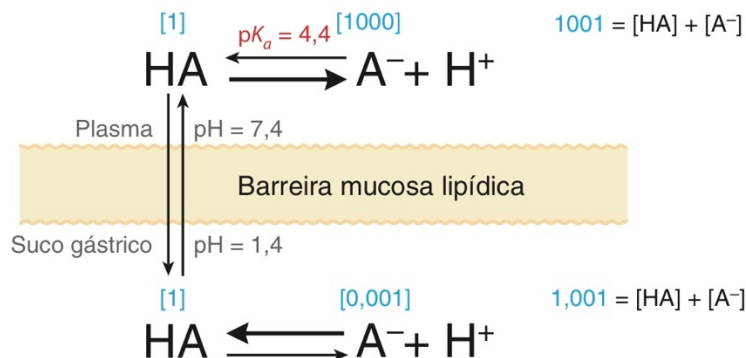 [1] pKa = 4,4 [1000] 1001 = [HA] + [A⁻]
HA A⁻ + H⁺
Plasma pH = 7,4
Barreira mucosa lipídica
Suco gástrico pH = 1,4
[1] [0,001] 1,001 = [HA] + [A⁻]
HA A⁻ + H⁺